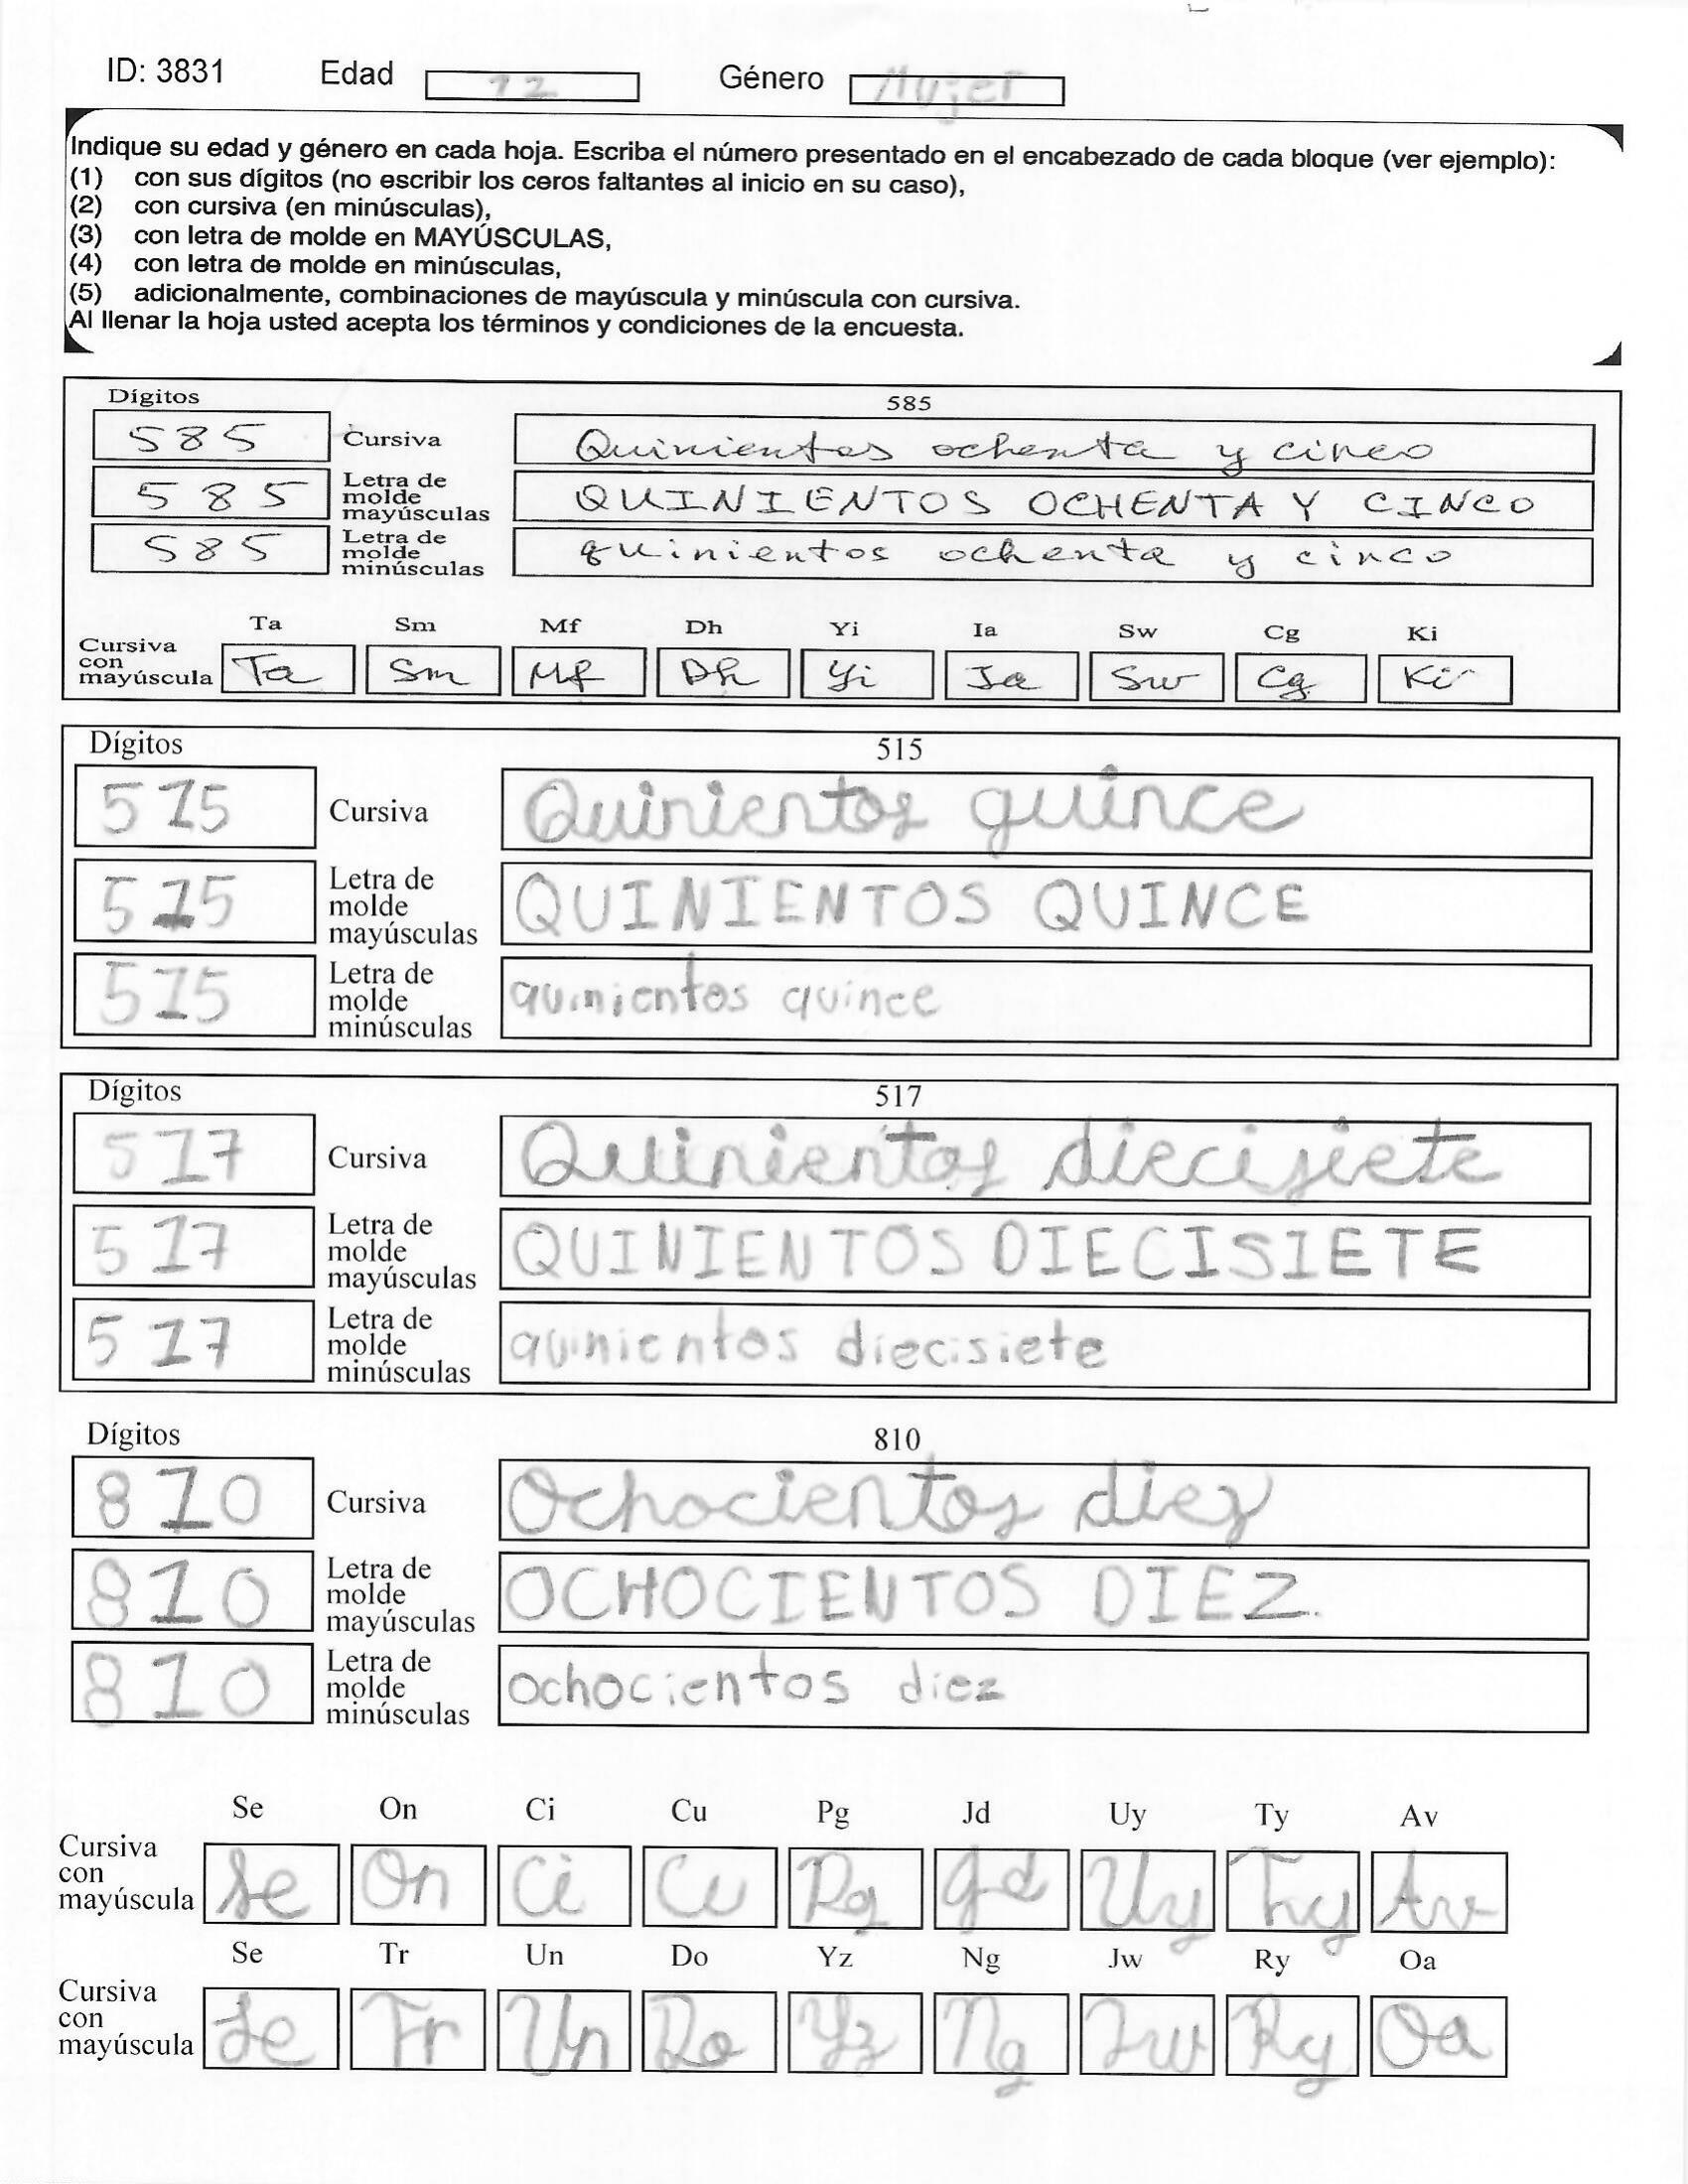 ID: 3831 Edad 12 Género Mujer
Indique su edad y género en cada hoja. Escriba el número presentado en el encabezado de cada bloque (ver ejemplo):
(1) con sus dígitos (no escribir los ceros faltantes al inicio en su caso),
(2) con cursiva (en minúsculas),
(3) con letra de molde en MAYÚSCULAS,
(4) con letra de molde en minúsculas,
(5) adicionalmente, combinaciones de mayúscula y minúscula con cursiva.
Al llenar la hoja usted acepta los términos y condiciones de la encuesta.
Dígitos 585
585 Cursiva Quinientos ochenta y cinco
585 Letra de molde mayúsculas QUINIENTOS OCHENTA Y CINCO
585 Letra de molde minúsculas quinientos ochenta y cinco
Ta Sm Mf Dh Yi Ia Sw Cg Ki
Cursiva con mayúscula Ta Sm Mf Dh Yi Ia Sw Cg Ki
Dígitos 515
515 Cursiva Quinientos quince
515 Letra de molde mayúsculas QUINIENTOS QUINCE
515 Letra de molde minúsculas quinientos quince
Dígitos 517
517 Cursiva Quinientos diecisiete
517 Letra de molde mayúsculas QUINIENTOS DIECISIETE
517 Letra de molde minúsculas quinientos diecisiete
Dígitos 810
810 Cursiva Ochocientos diez
810 Letra de molde mayúsculas OCHOCIENTOS DIEZ.
810 Letra de molde minúsculas ochocientos diez
Se On Ci Cu Pg Jd Uy Ty Av
Cursiva con mayúscula Se On Ci Cu Pg Jd Uy Ty Av
Se Tr Un Do Yz Ng Jw Ry Oa
Cursiva con mayúscula Se Tr Un Do Yz Ng Jw Ry Oa